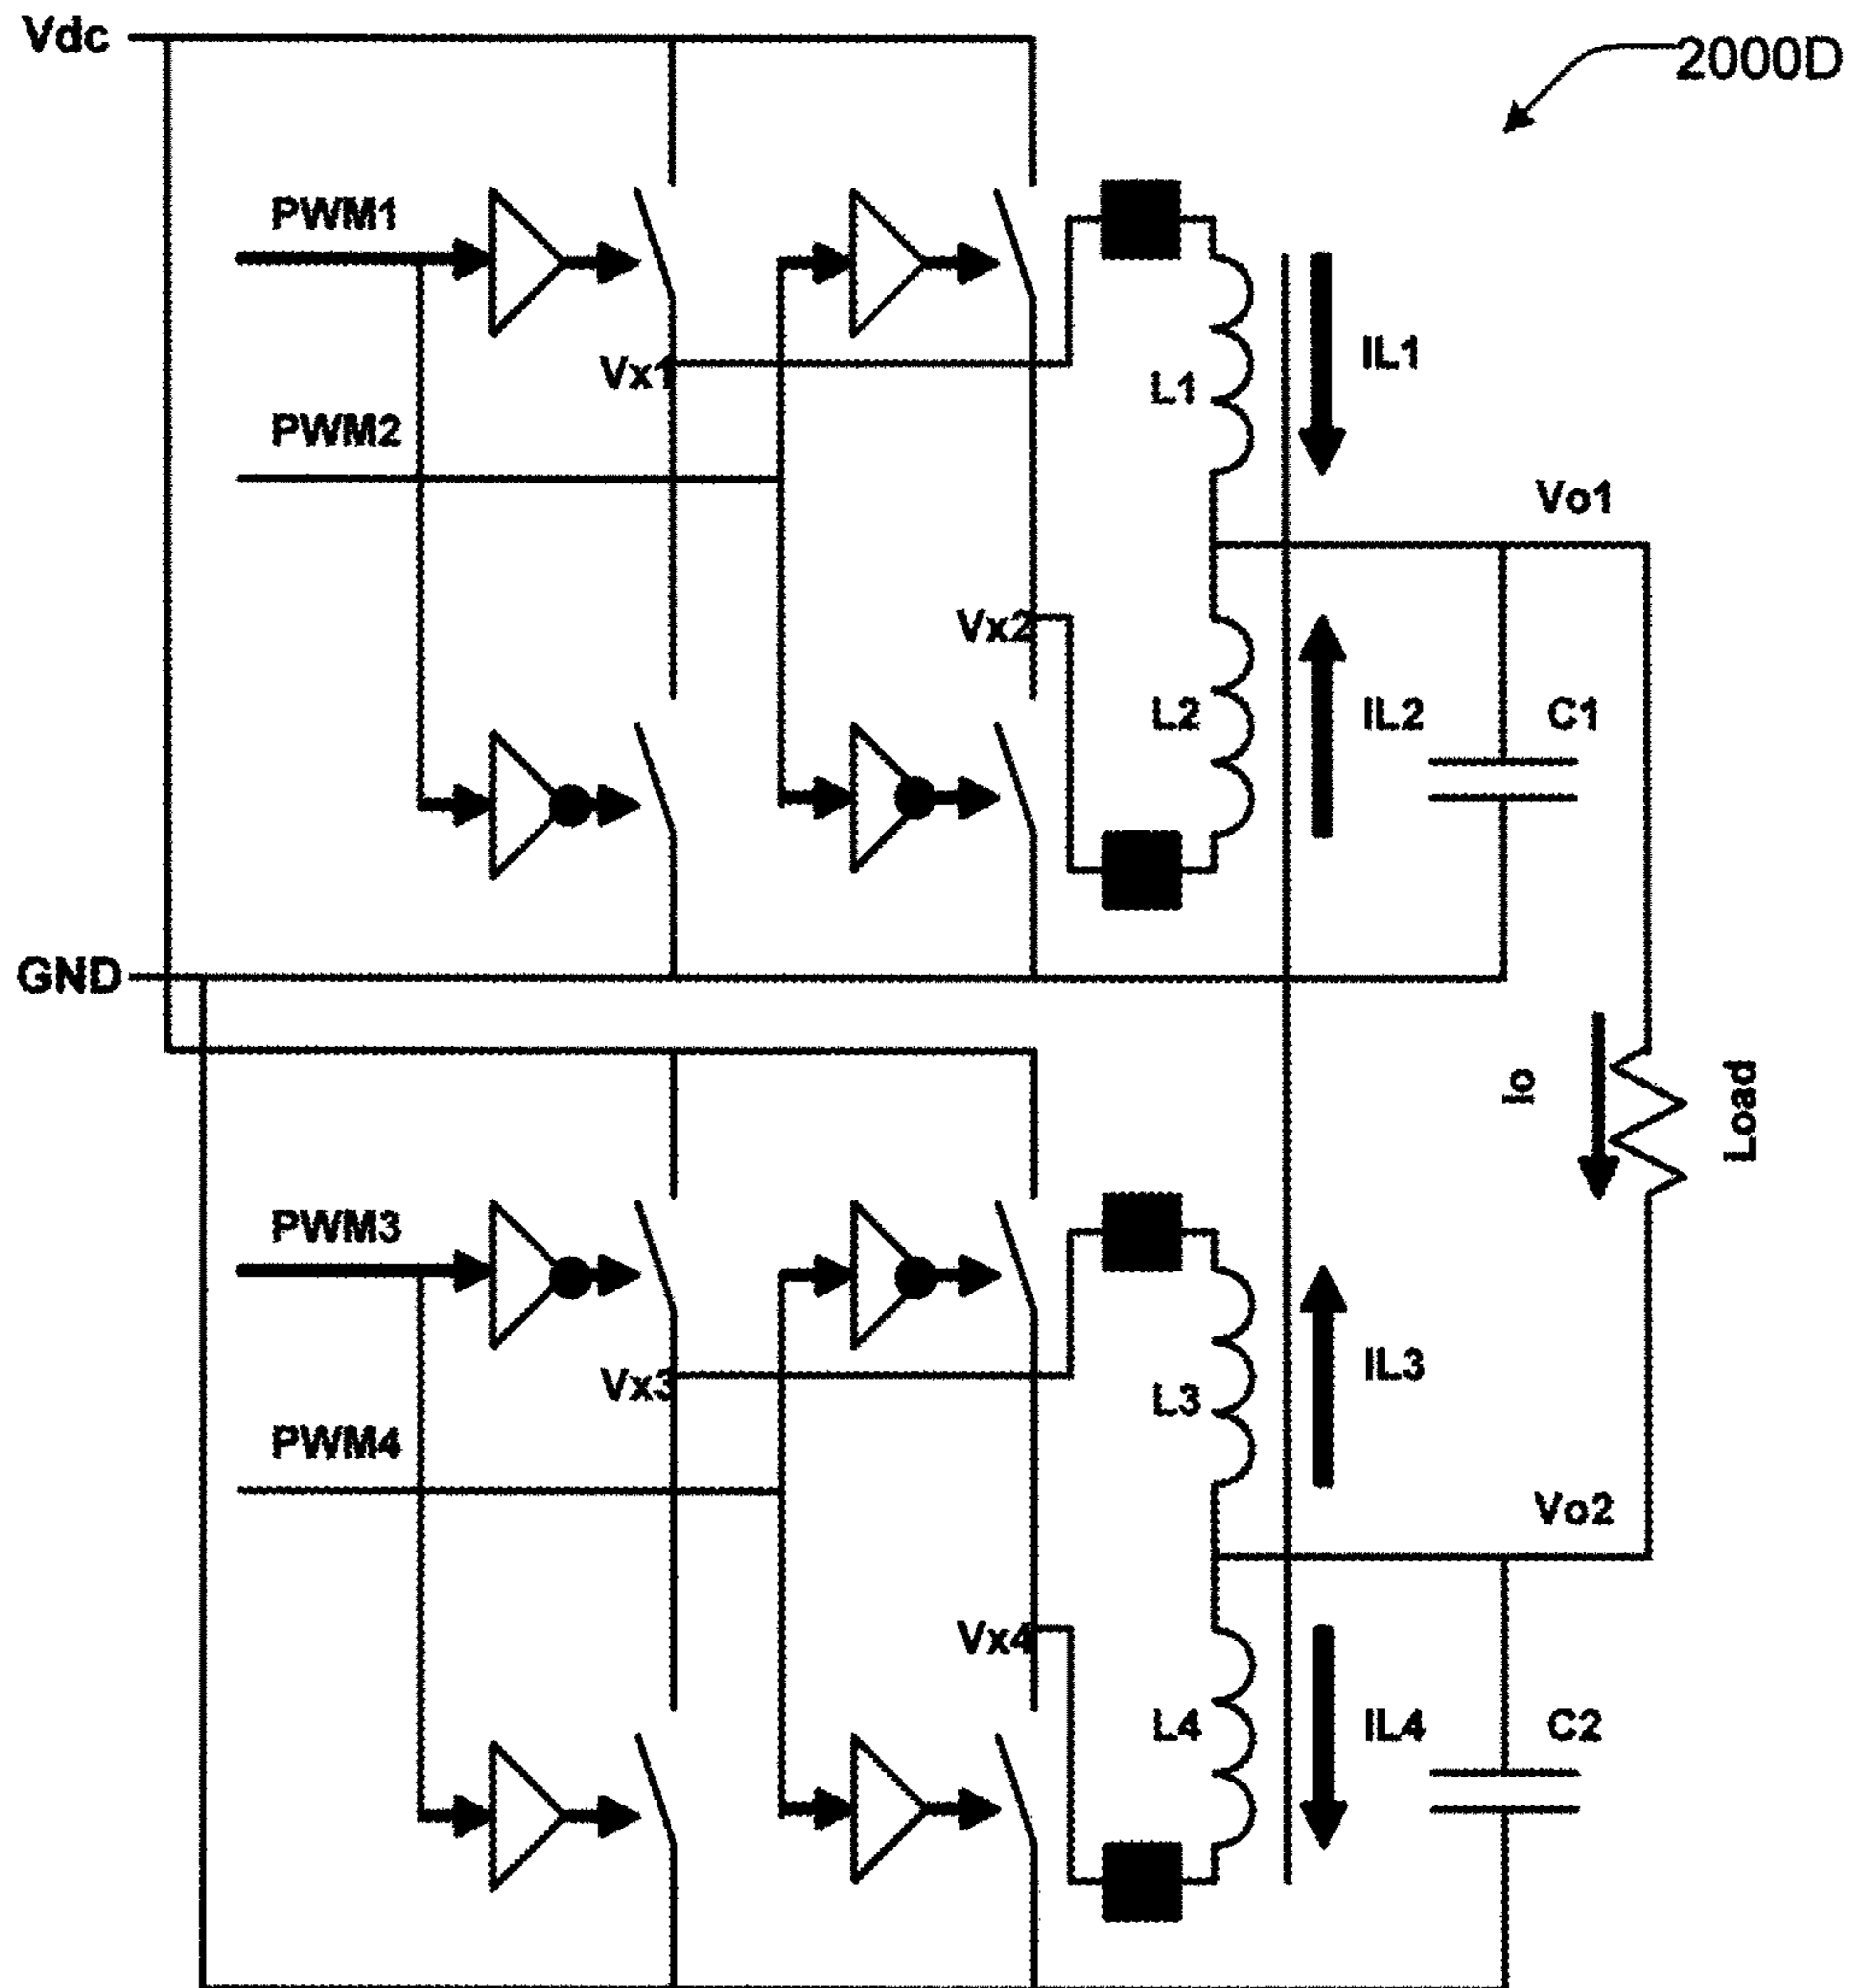 Vdc
2000D
PWM1
Vx1
L1
IL1
PWM2
Vo1
Vx2
L2
IL2
C1
GND
Io
Load
PWM3
Vx3
L3
IL3
PWM4
Vo2
Vx4
L4
IL4
C2